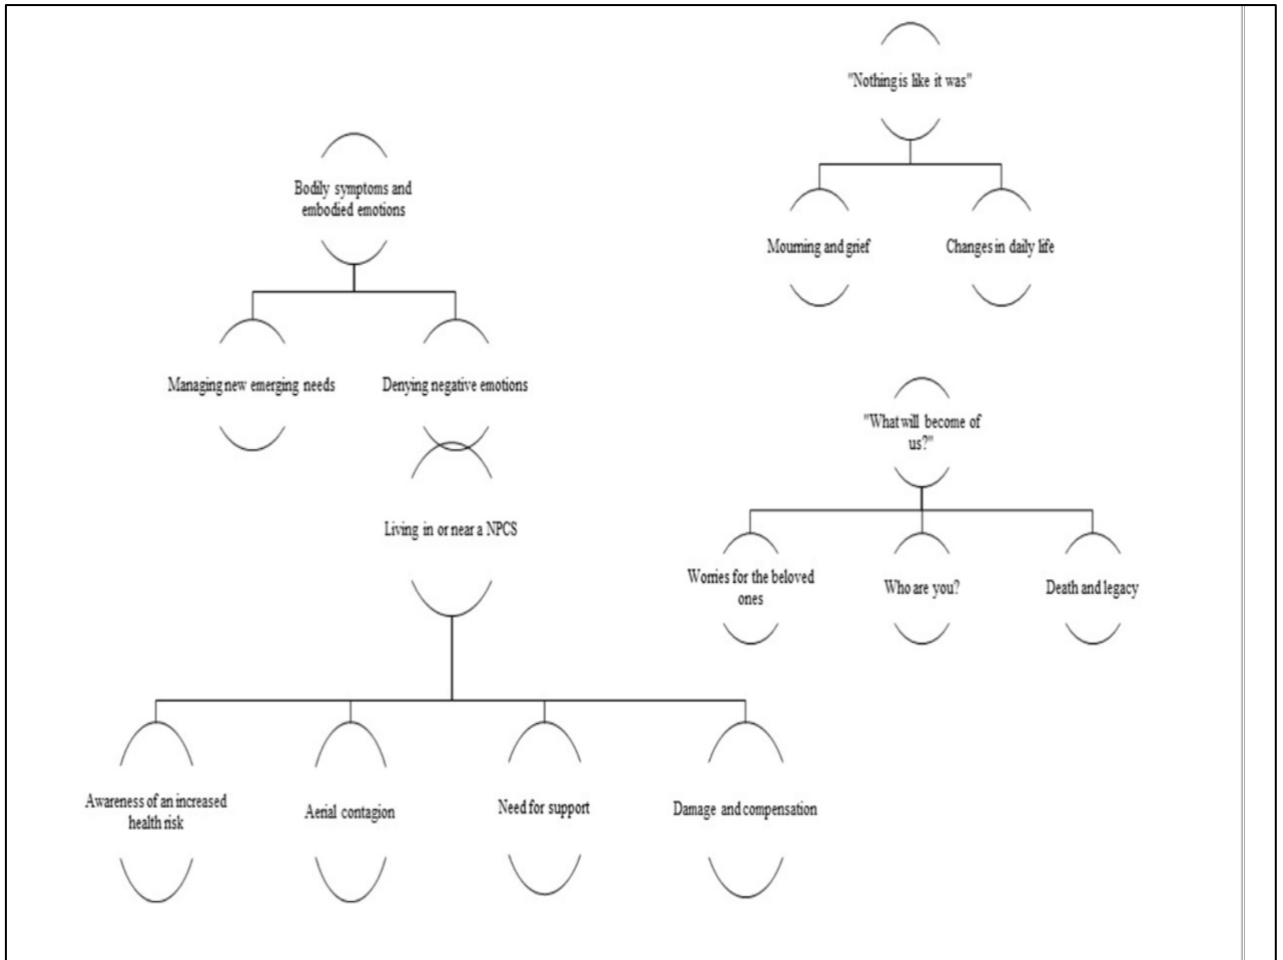 "Nothing is like it was"
Mourning and grief
Changes in daily life
Bodily symptoms and
embodied emotions
Managing new emerging needs
Denying negative emotions
"What will become of
us?"
Worries for the beloved
ones
Who are you?
Death and legacy
Living in or near a NPCS
Awareness of an increased
health risk
Aerial contagion
Need for support
Damage and compensation